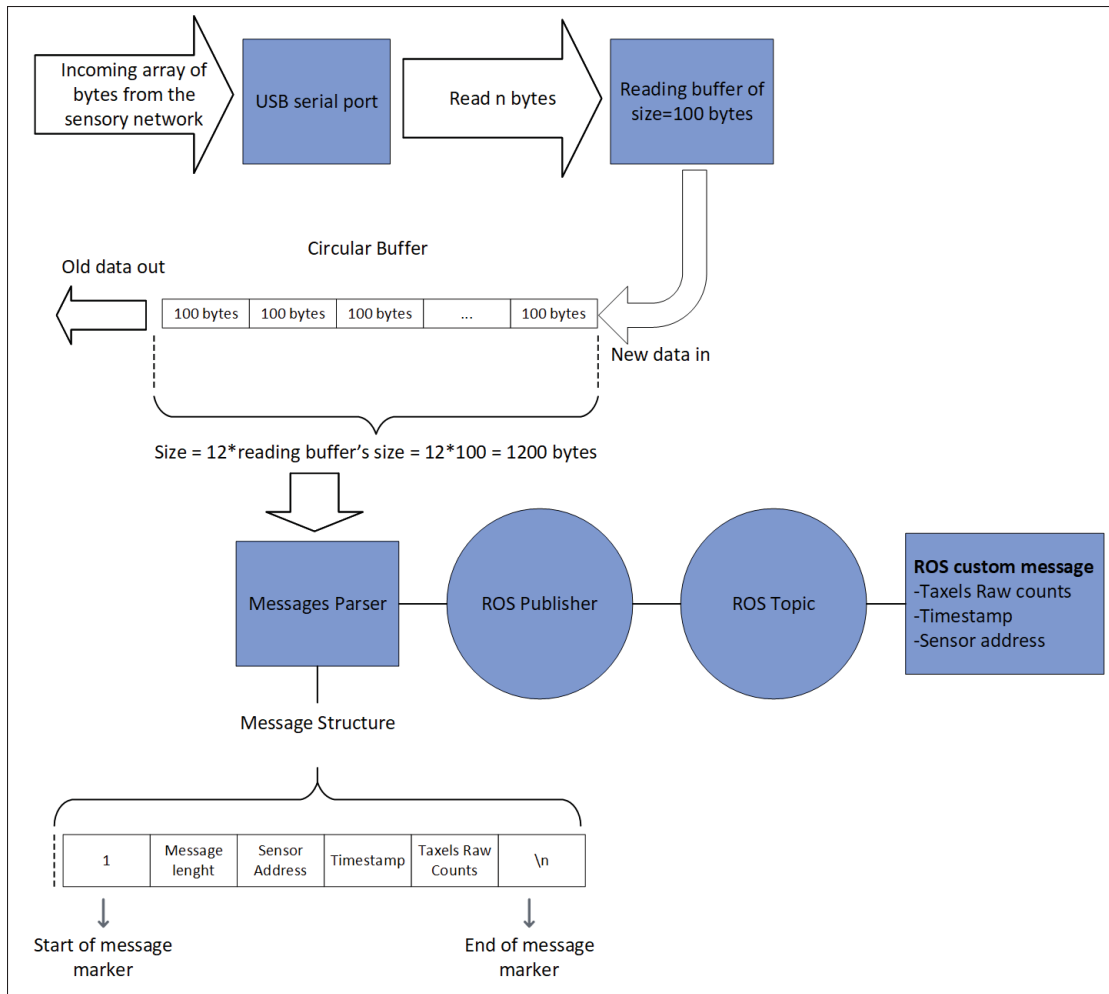 Incoming array of
bytes from the
sensory network
USB serial port
Read n bytes
Reading buffer of
size=100 bytes
Circular Buffer
Old data out
100 bytes
100 bytes
100 bytes
...
100 bytes
New data in
Size = 12*reading buffer's size = 12*100 = 1200 bytes
Messages Parser
ROS Publisher
ROS Topic
ROS custom message
-Taxels Raw counts
-Timestamp
-Sensor address
Message Structure
1
Message
lenght
Sensor
Address
Timestamp
Taxels Raw
Counts
\n
Start of message
marker
End of message
marker